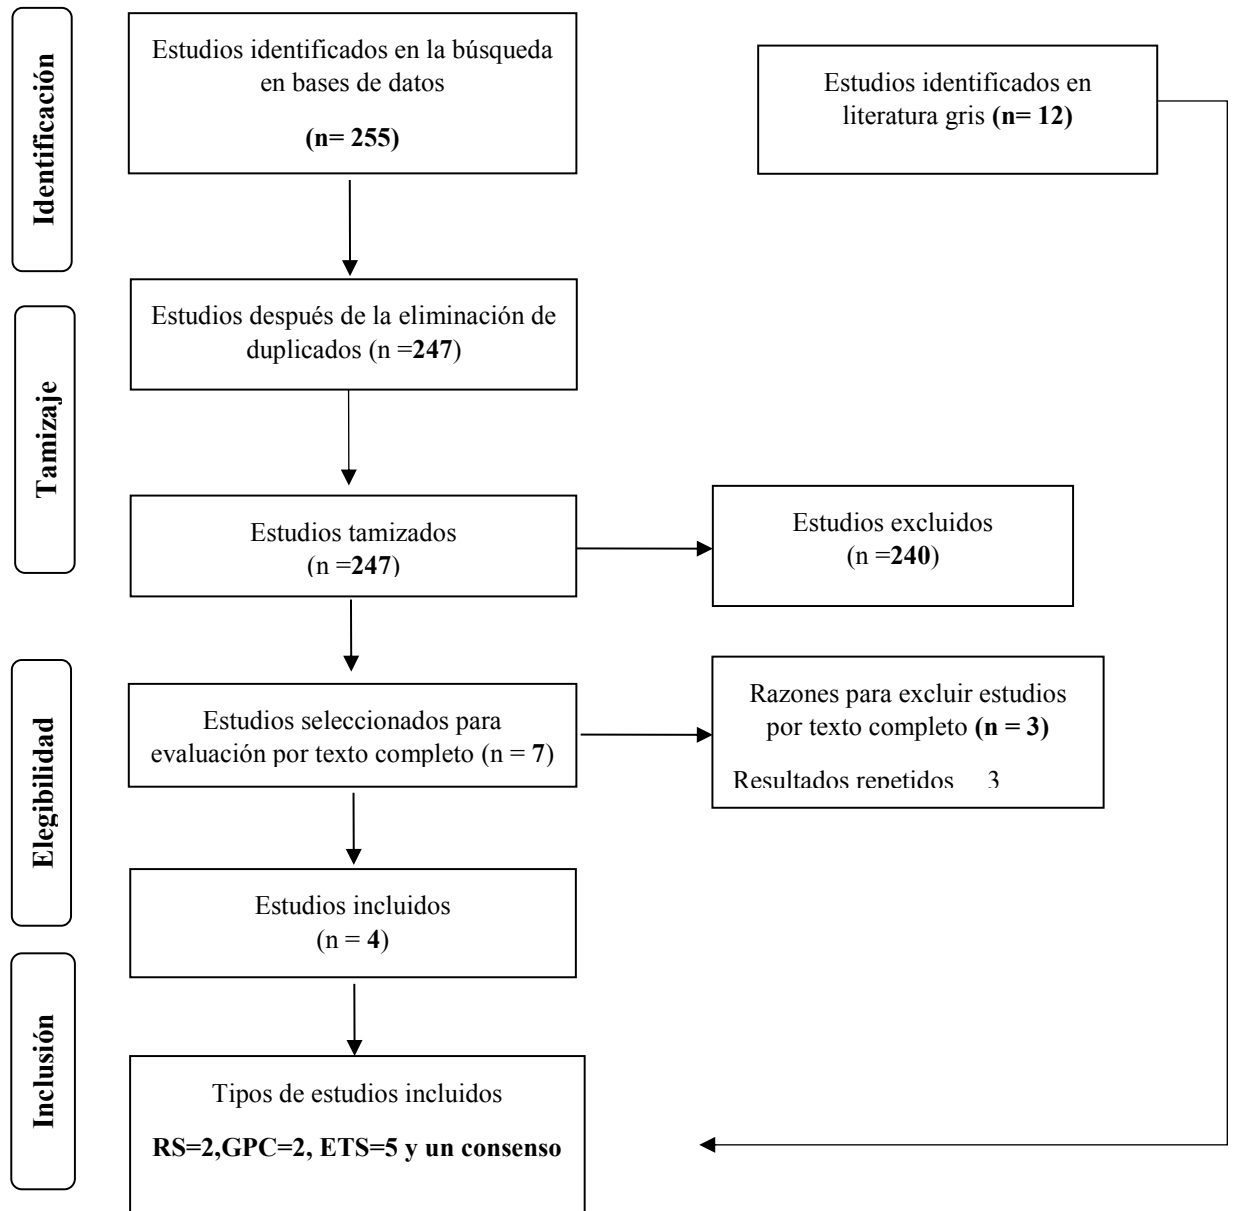 Identificación
Estudios identificados en la búsqueda
en bases de datos
(n= 255)
Estudios identificados en
literatura gris (n= 12)
Tamizaje
Estudios después de la eliminación de
duplicados (n =247)
Estudios tamizados
(n =247)
Estudios excluidos
(n =240)
Elegibilidad
Estudios seleccionados para
evaluación por texto completo (n = 7)
Razones para excluir estudios
por texto completo (n = 3)
Resultados repetidos 3
Estudios incluidos
(n = 4)
Inclusión
Tipos de estudios incluidos
RS=2,GPC=2, ETS=5 y un consenso